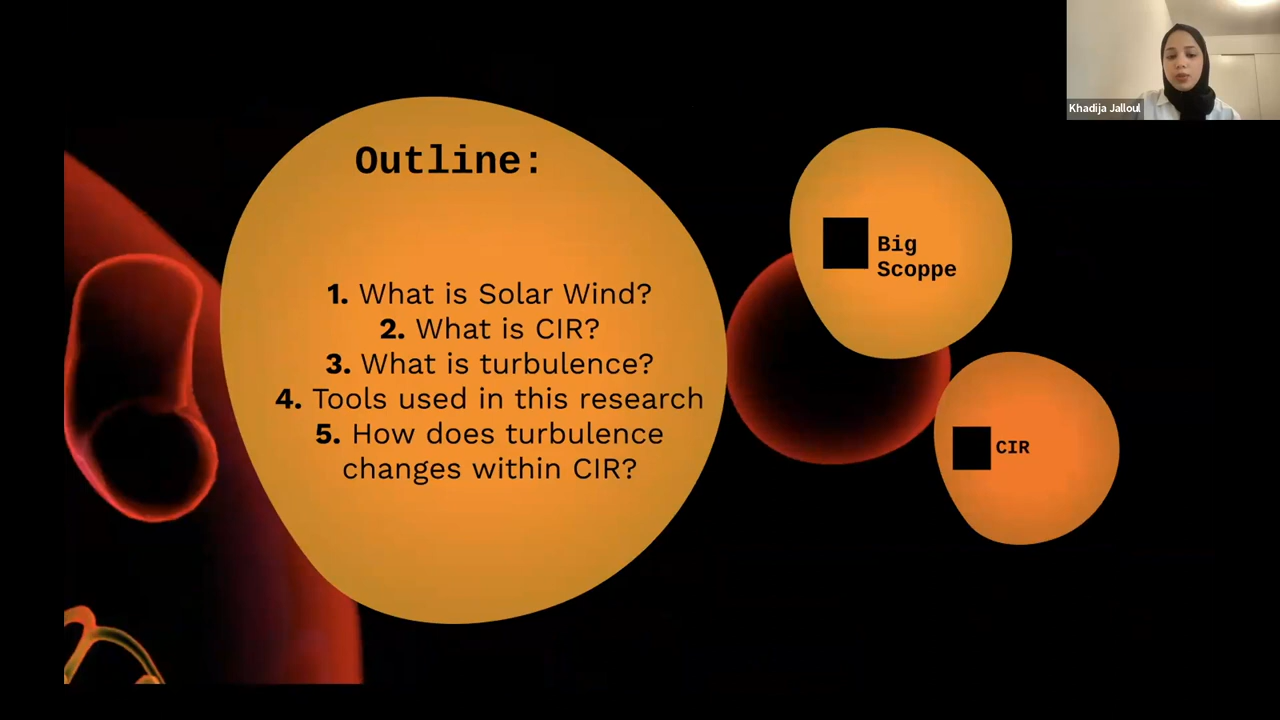 Khadija Jalloul
Outline:
1. What is Solar Wind?
2. What is CIR?
3. What is turbulence?
4. Tools used in this research
5. How does turbulence
changes within CIR?
Big
Scoppe
CIR